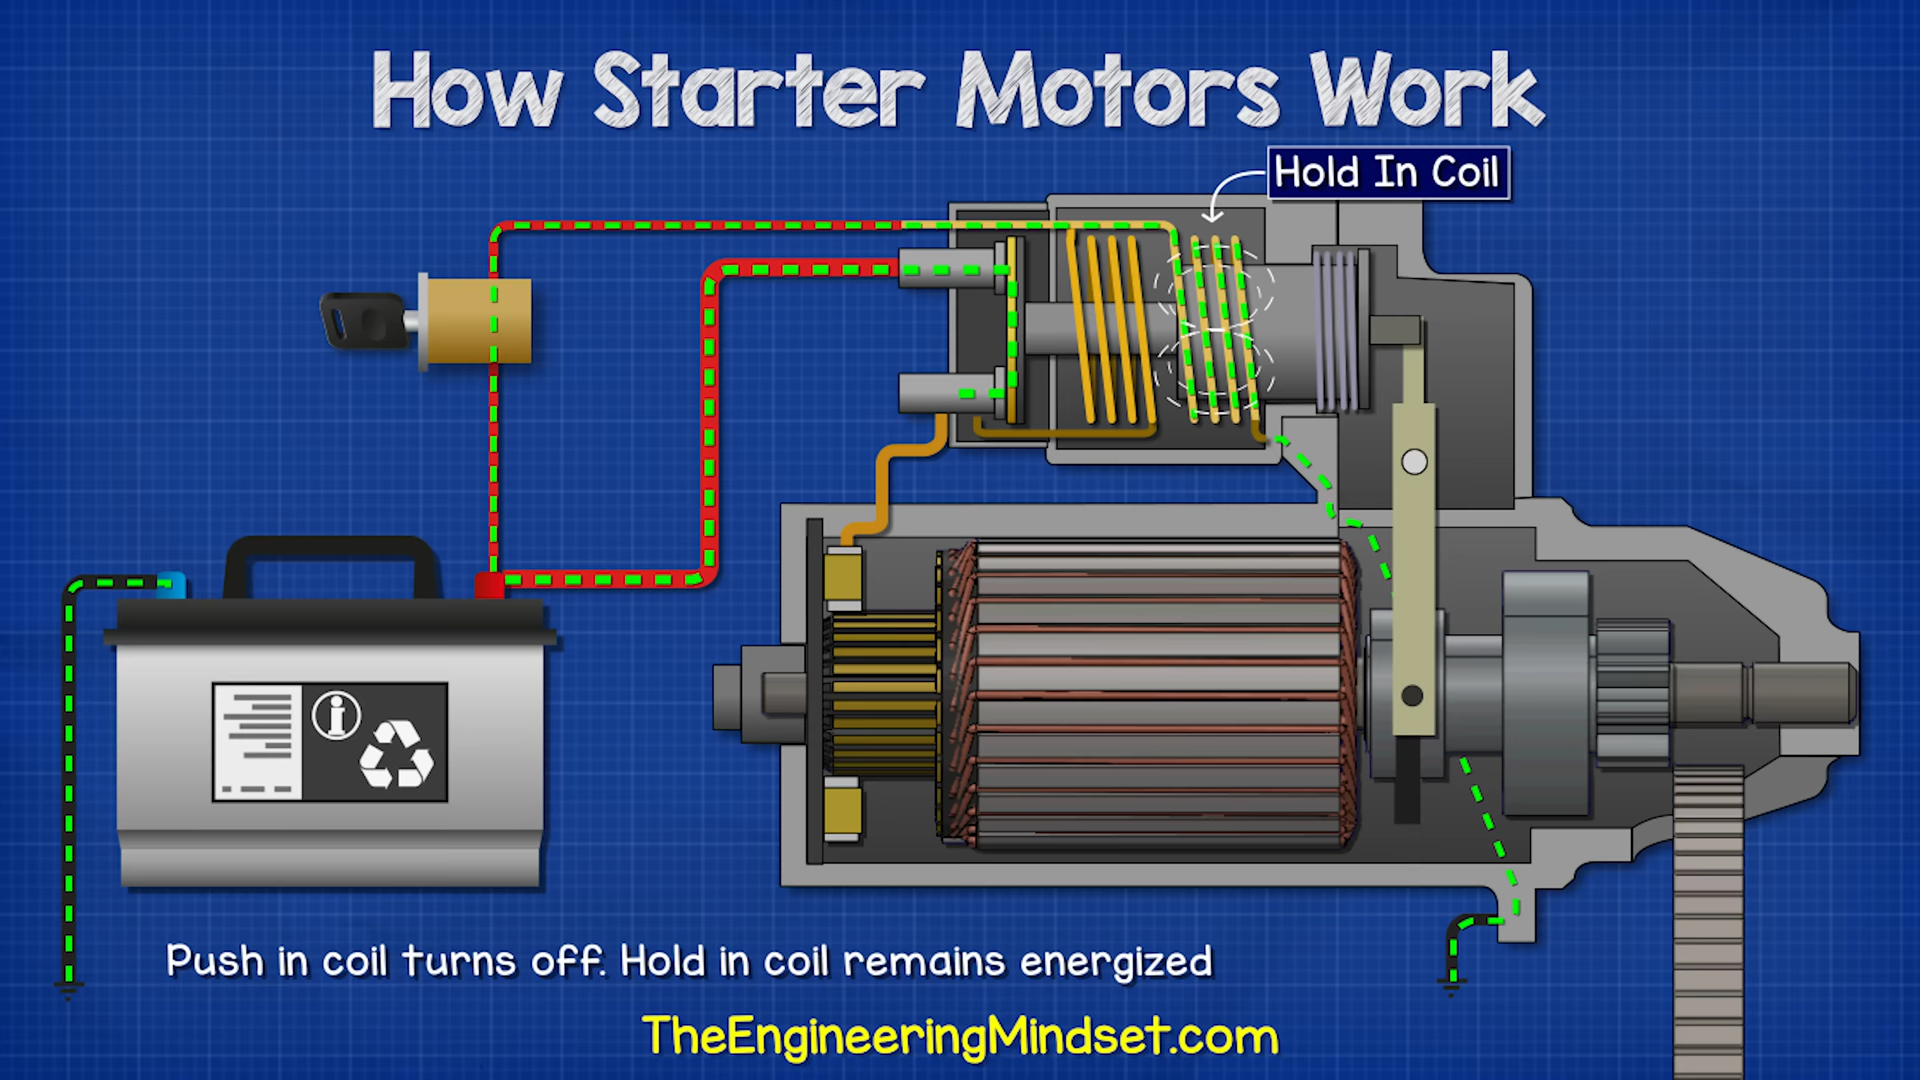 How Starter Motors Work
Hold In Coil
Push in coil turns off. Hold in coil remains energized
TheEngineeringMindset.com